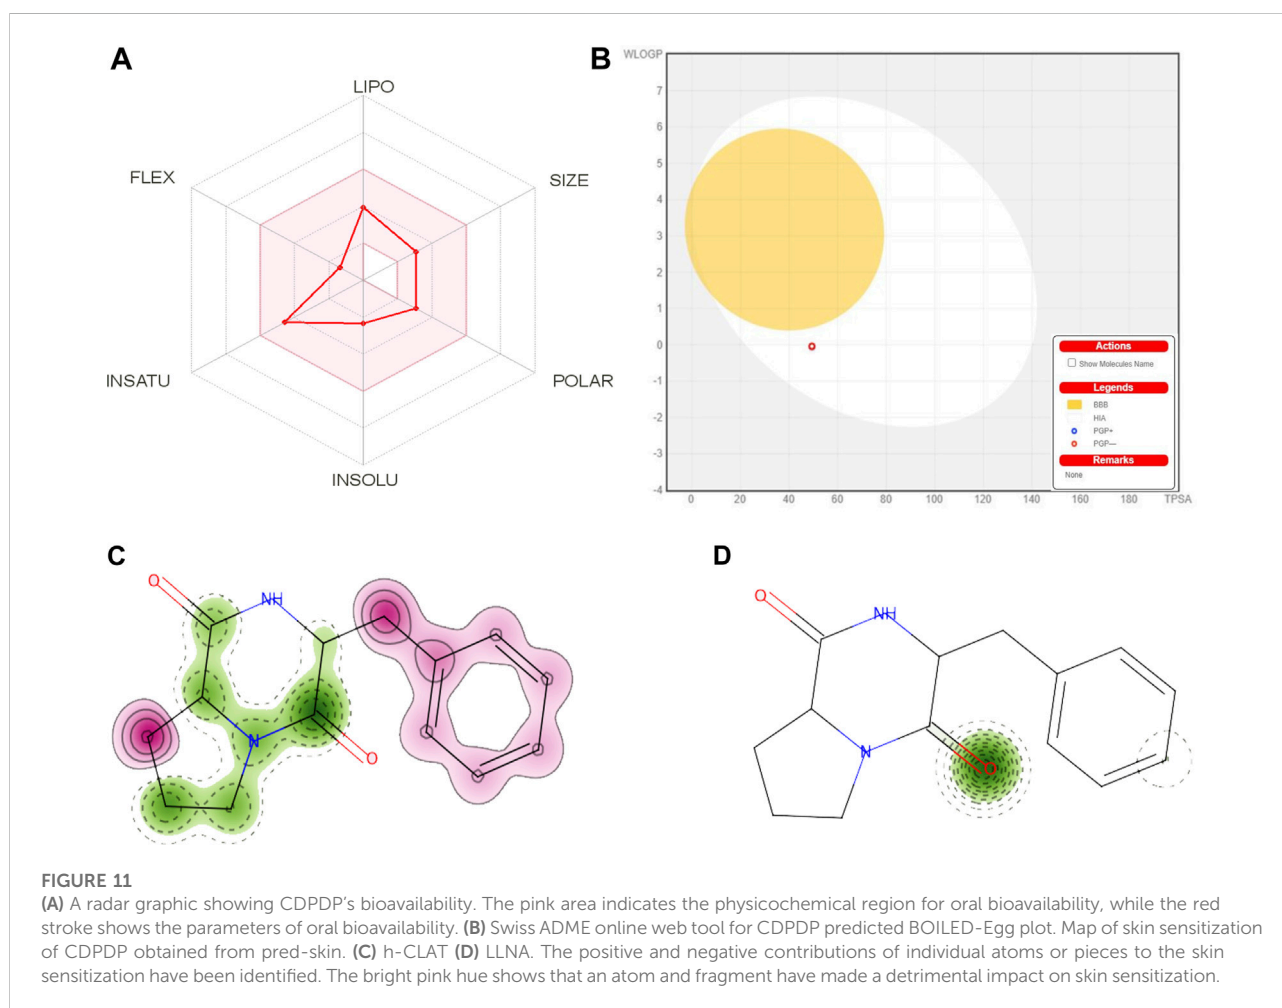 A
LIPO
FLEX
SIZE
INSATU
POLAR
INSOLU
B
WLOGP
7
6
5
4
3
2
1
0
-1
-2
-3
-4
0 20 40 60 80 100 120 140 160 180 TPSA
Actions
Show Molecules Name
Legends
BBB
HIA
PGP+
PGP—
Remarks
None
C
O
NH
N
O
D
O
NH
N
O
FIGURE 11
(A) A radar graphic showing CDPDP’s bioavailability. The pink area indicates the physicochemical region for oral bioavailability, while the red
stroke shows the parameters of oral bioavailability. (B) Swiss ADME online web tool for CDPDP predicted BOILED-Egg plot. Map of skin sensitization
of CDPDP obtained from pred-skin. (C) h-CLAT (D) LLNA. The positive and negative contributions of individual atoms or pieces to the skin
sensitization have been identified. The bright pink hue shows that an atom and fragment have made a detrimental impact on skin sensitization.